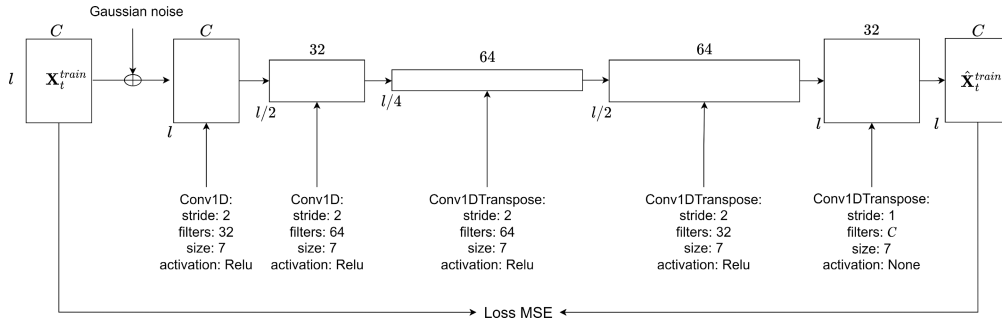 Gaussian noise
C
l
X_t^{train}
C
l
32
l/2
64
l/4
64
l/2
32
l
C
l
X̂_t^{train}
Conv1D:
stride: 2
filters: 32
size: 7
activation: Relu
Conv1D:
stride: 2
filters: 64
size: 7
activation: Relu
Conv1DTranspose:
stride: 2
filters: 64
size: 7
activation: Relu
Conv1DTranspose:
stride: 2
filters: 32
size: 7
activation: Relu
Conv1DTranspose:
stride: 1
filters: C
size: 7
activation: None
Loss MSE